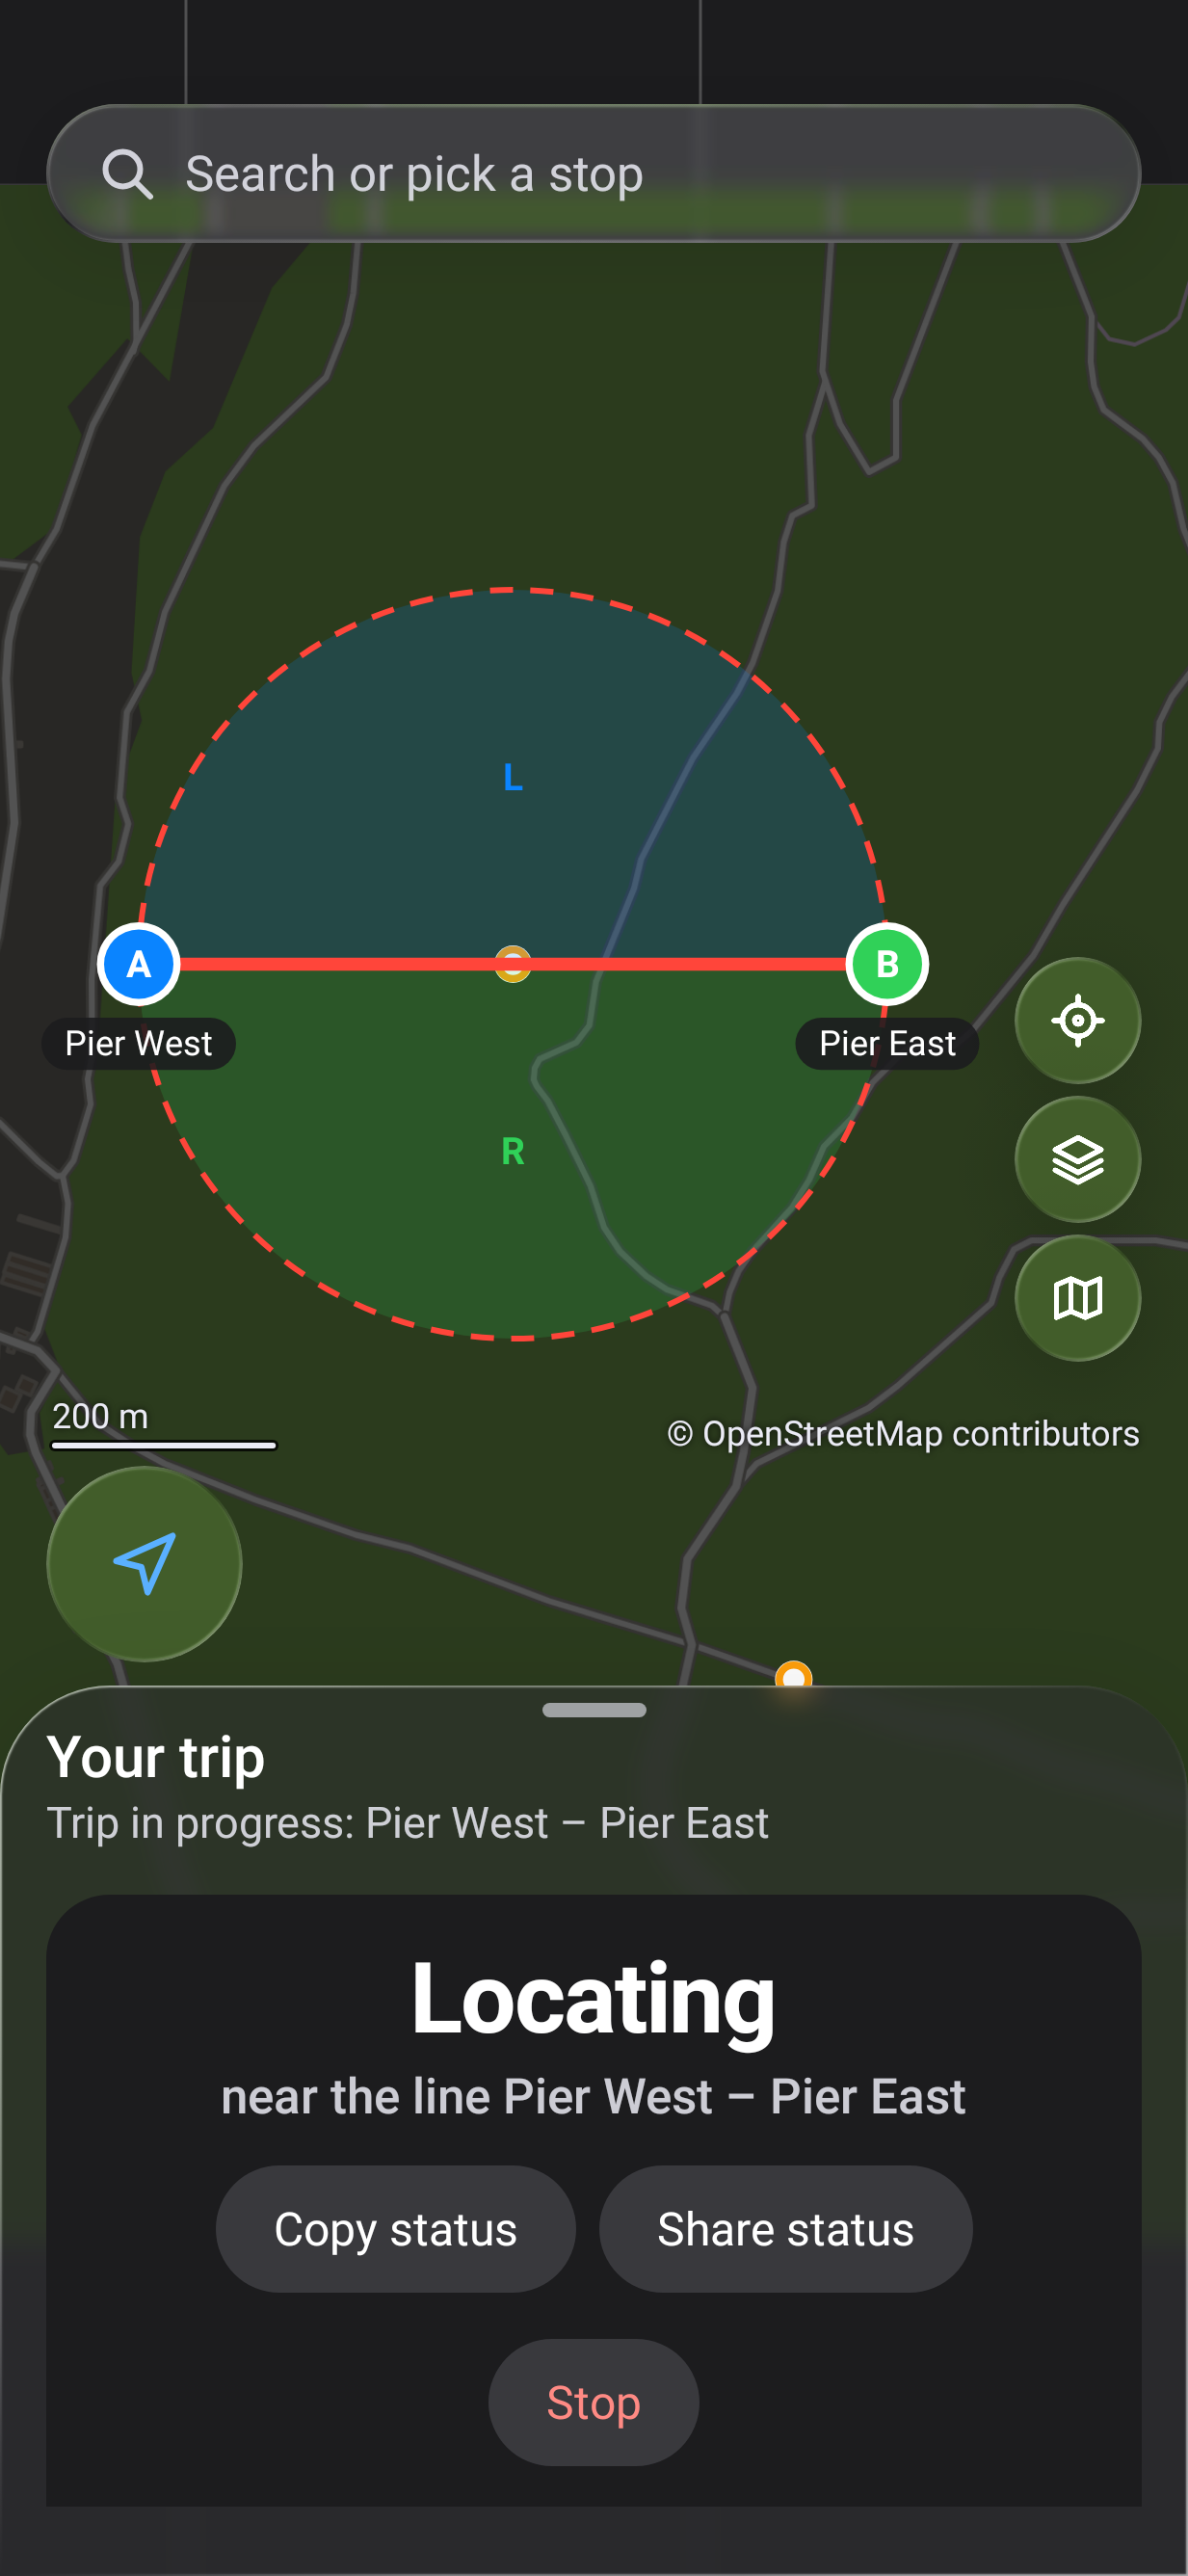 Search or pick a stop
L
A
B
Pier West
Pier East
R
200 m
© OpenStreetMap contributors
Your trip
Trip in progress: Pier West – Pier East
Locating
near the line Pier West – Pier East
Copy status
Share status
Stop